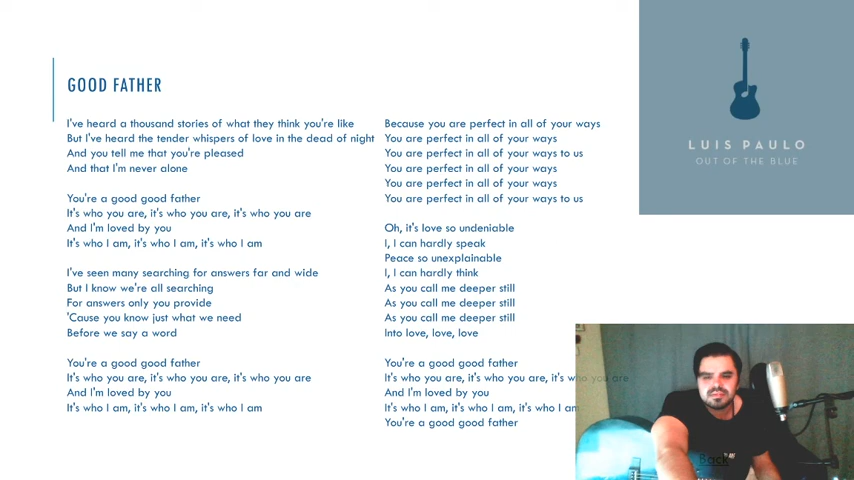 GOOD FATHER
I've heard a thousand stories of what they think you're like
But I've heard the tender whispers of love in the dead of night
And you tell me that you're pleased
And that I'm never alone
You're a good good father
It's who you are, it's who you are, it's who you are
And I'm loved by you
It's who I am, it's who I am, it's who I am
I've seen many searching for answers far and wide
But I know we're all searching
For answers only you provide
'Cause you know just what we need
Before we say a word
You're a good good father
It's who you are, it's who you are, it's who you are
And I'm loved by you
It's who I am, it's who I am, it's who I am
Because you are perfect in all of your ways
You are perfect in all of your ways
You are perfect in all of your ways to us
You are perfect in all of your ways
You are perfect in all of your ways
You are perfect in all of your ways to us
Oh, it's love so undeniable
I, I can hardly speak
Peace so unexplainable
I, I can hardly think
As you call me deeper still
As you call me deeper still
As you call me deeper still
Into love, love, love
You're a good good father
It's who you are, it's who you are, it's who you are
And I'm loved by you
It's who I am, it's who I am, it's who I am
You're a good good father
LUIS PAULO
OUT OF THE BLUE
Back